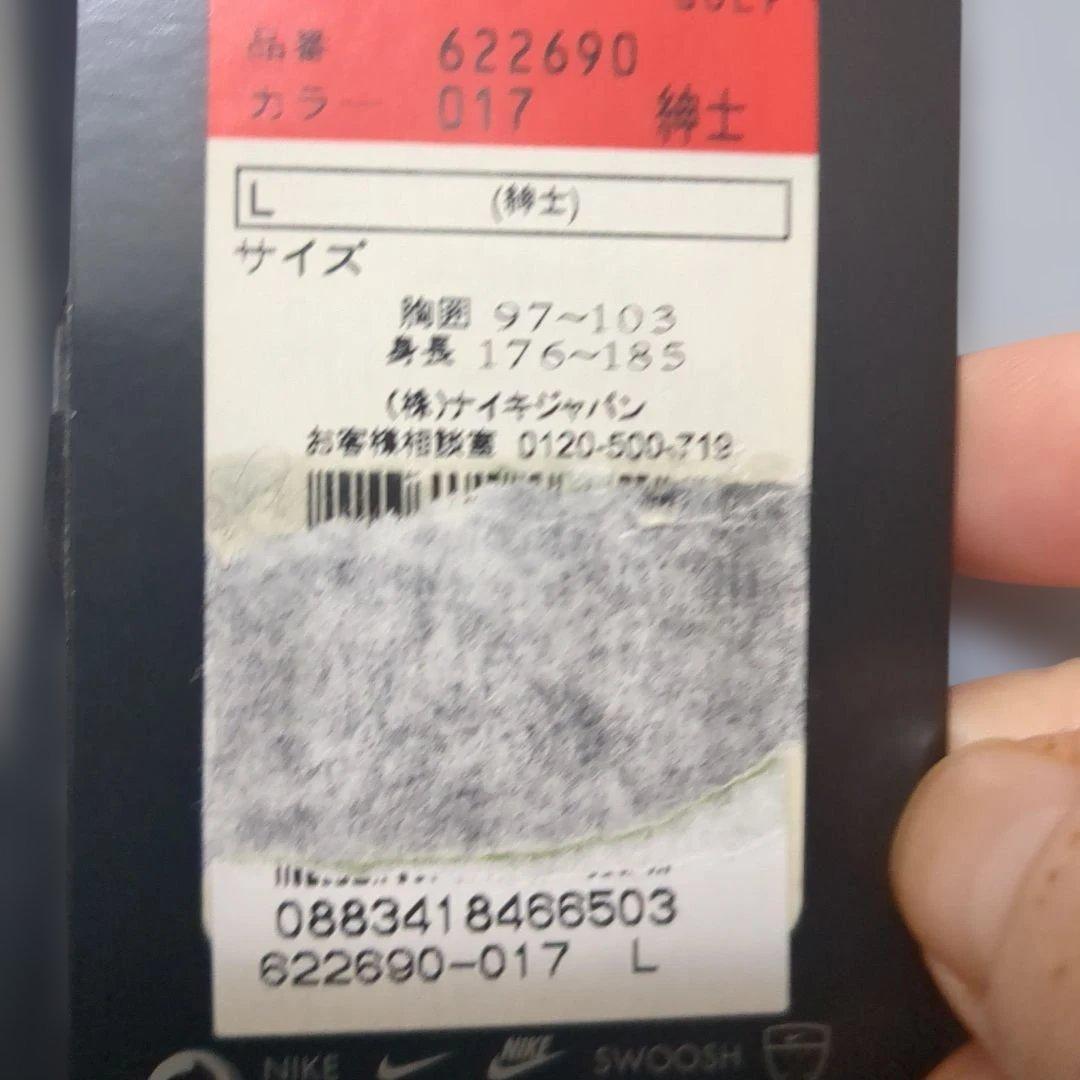 品番 622690
カラー 017 紳士
L (紳士)
サイズ
胸囲 97~103
身長 176~185
(株)ナイキジャパン
お客様相談室 0120-500-719
0883418466503
622690-017 L
NIKE NIKE SWOOSH